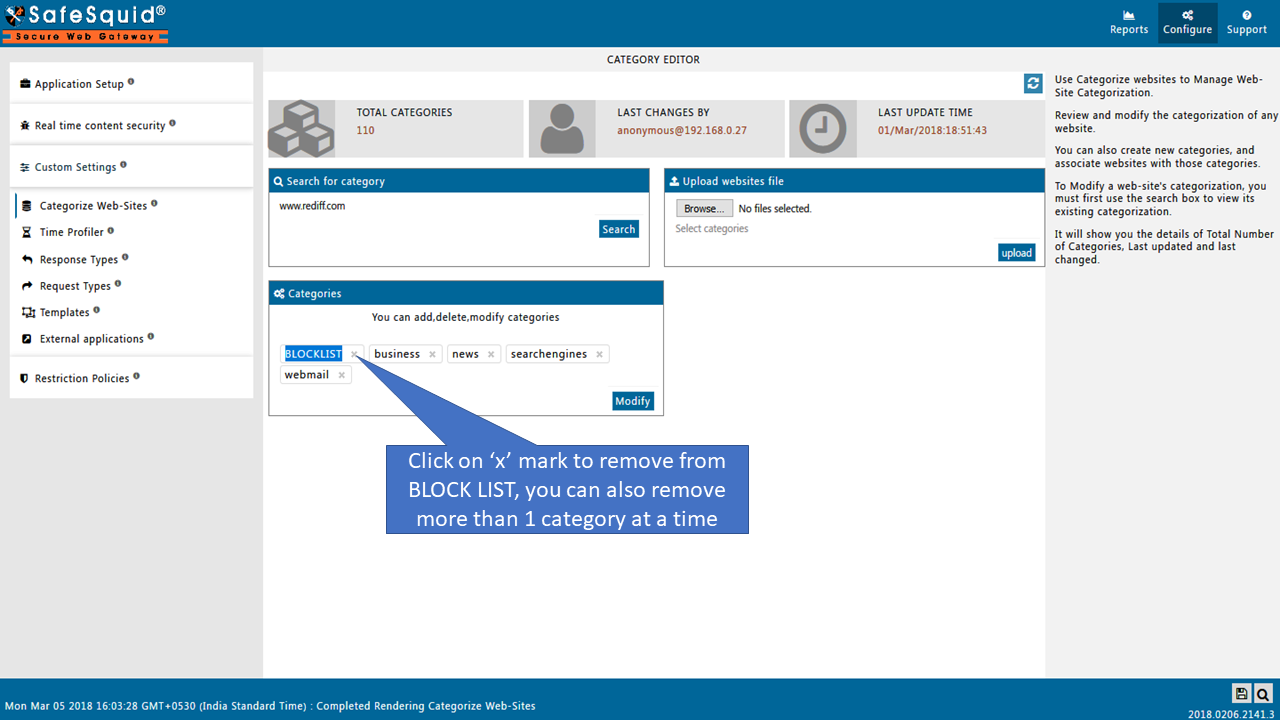 SafeSquid®
Secure Web Gateway
Reports
Configure
Support
Application Setup
Real time content security
Custom Settings
Categorize Web-Sites
Time Profiler
Response Types
Request Types
Templates
External applications
Restriction Policies
CATEGORY EDITOR
TOTAL CATEGORIES
110
LAST CHANGES BY
anonymous@192.168.0.27
LAST UPDATE TIME
01/Mar/2018:18:51:43
Search for category
www.rediff.com
Search
Upload websites file
Browse... No files selected.
Select categories
upload
Categories
You can add,delete,modify categories
BLOCKLIST × business × news × searchengines ×
webmail ×
Modify
Click on ‘x’ mark to remove from
BLOCK LIST, you can also remove
more than 1 category at a time
Use Categorize websites to Manage Web-
Site Categorization.
Review and modify the categorization of any
website.
You can also create new categories, and
associate websites with those categories.
To Modify a web-site's categorization, you
must first use the search box to view its
existing categorization.
It will show you the details of Total Number
of Categories, Last updated and last
changed.
Mon Mar 05 2018 16:03:28 GMT+0530 (India Standard Time) : Completed Rendering Categorize Web-Sites
2018.0206.2141.3